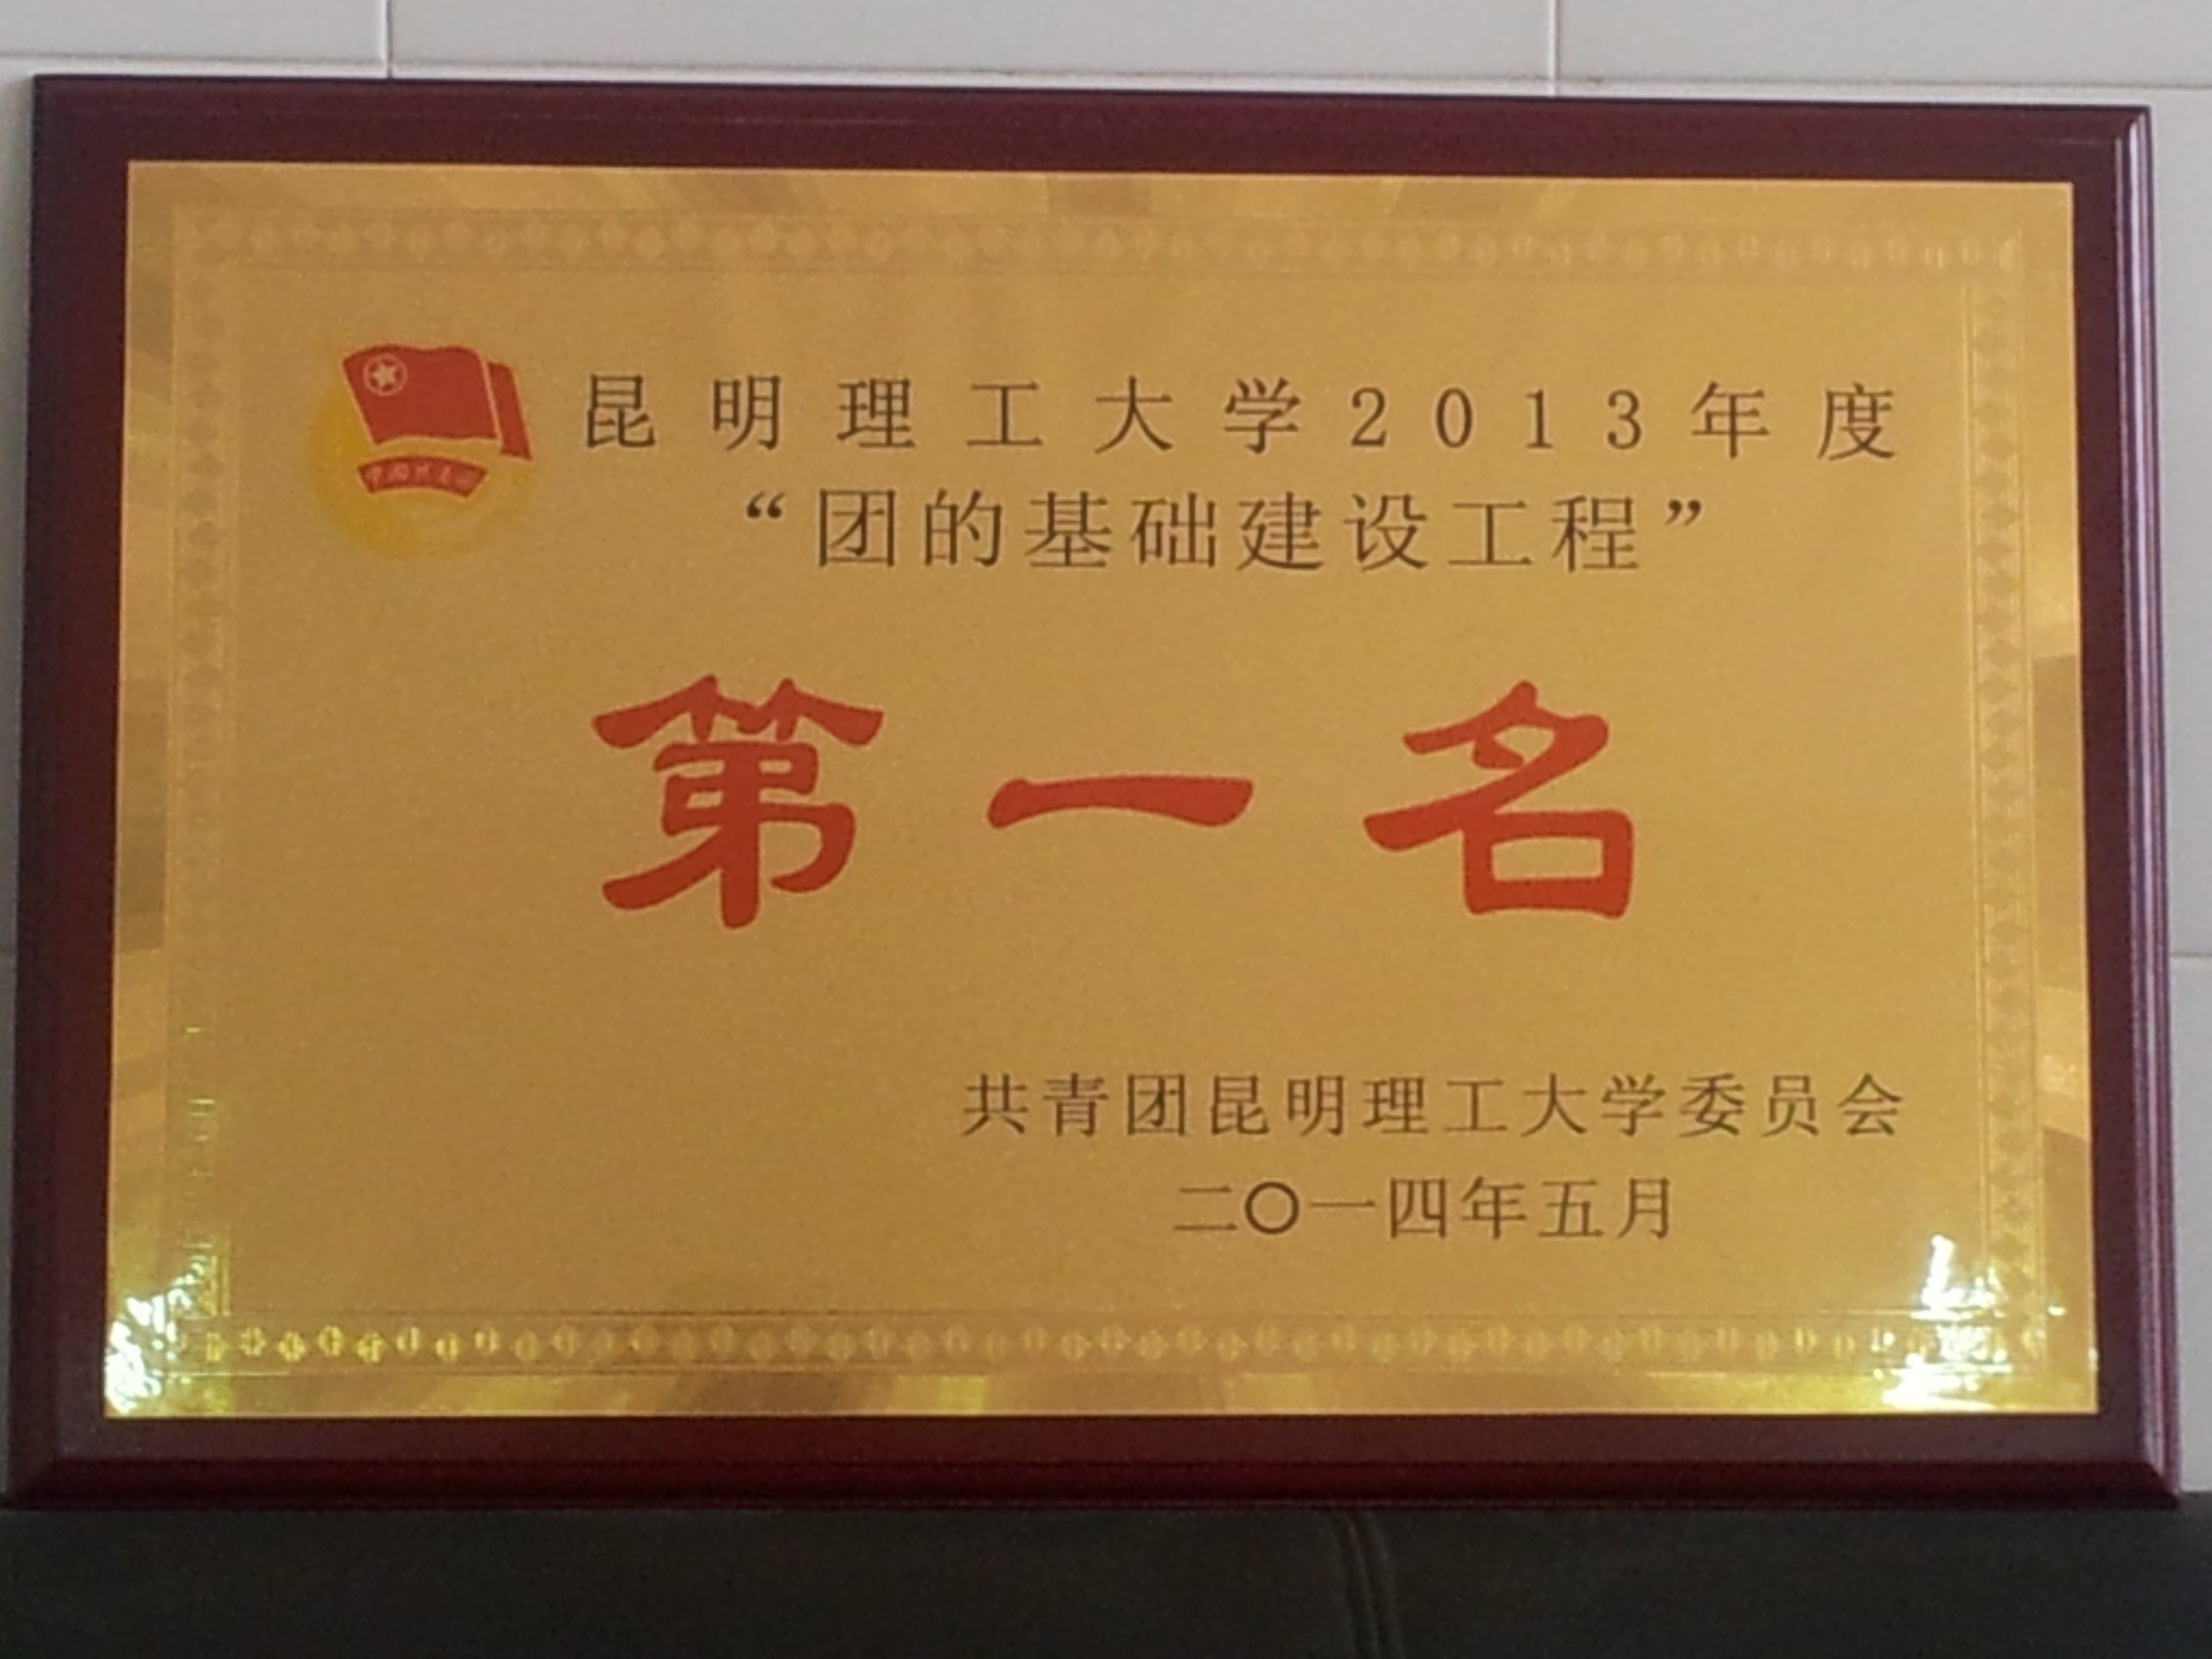 昆明理工大学2013年度
“团的基础建设工程”
第一名
共青团昆明理工大学委员会
二〇一四年五月